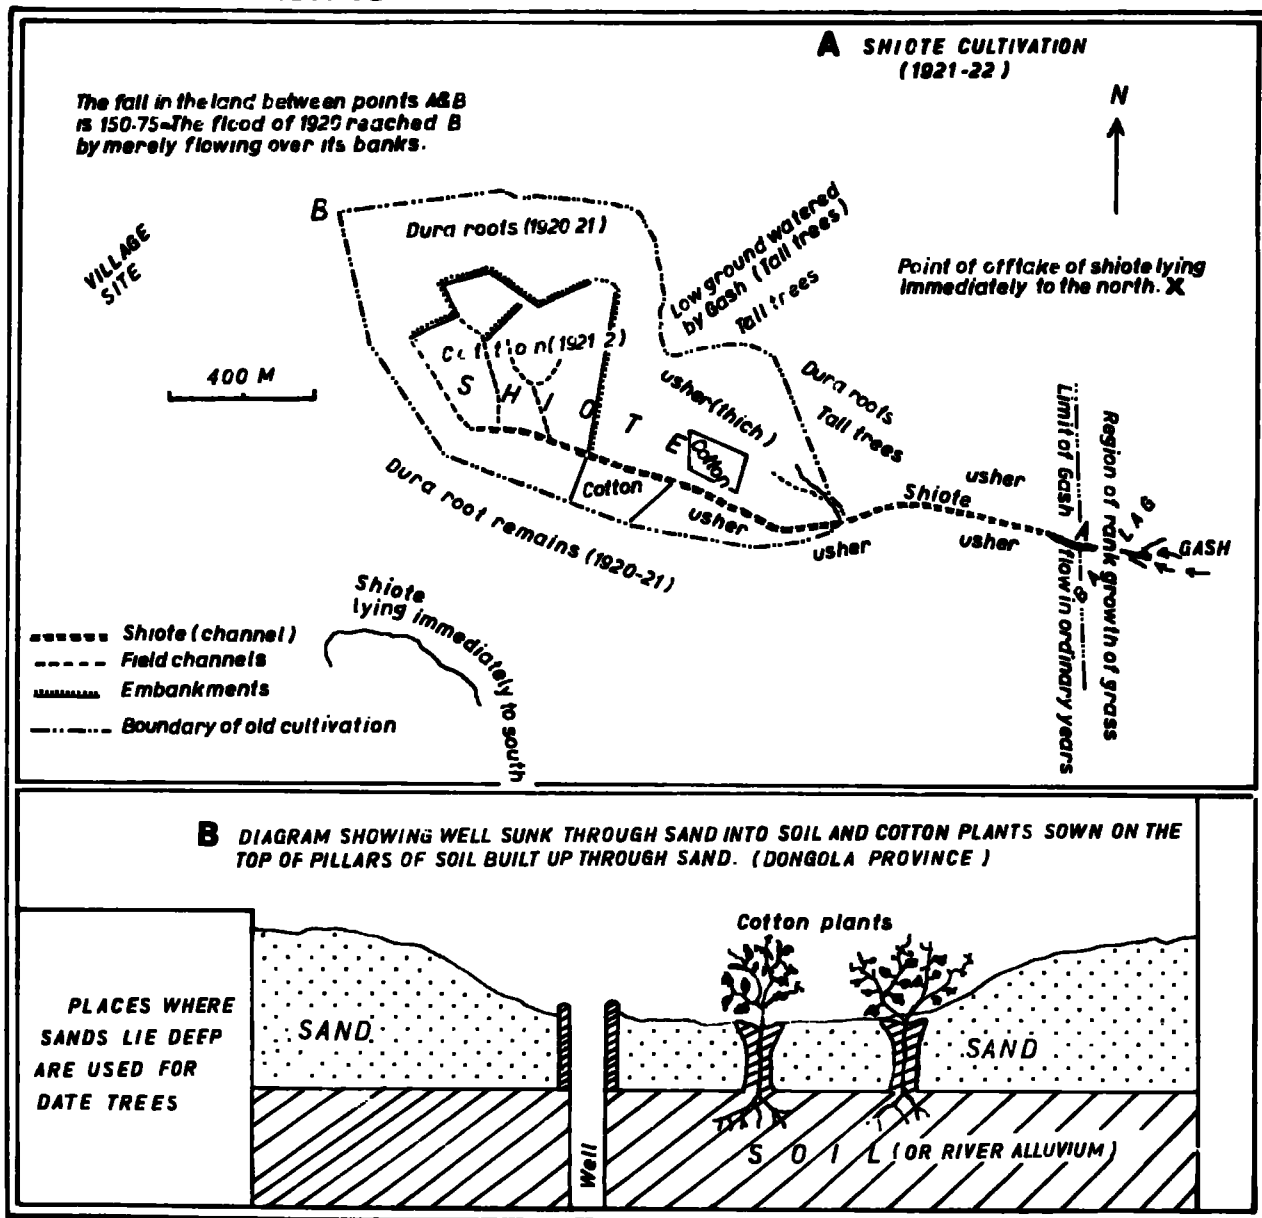 A SHIOTE CULTIVATION
(1921-22)
The fall in the land between points A&B
is 150.75=The flood of 1920 reached B
by merely flowing over its banks.
N
B
Dura roots (1920 21)
VILLAGE
SITE
Low ground watered
by Gash (Tall trees)
Tall trees
Point of offtake of shiote lying
immediately to the north. X
Cotton (1921 2)
400 M
SHIOTE
usher (thich)
Dura roots
Tall trees
Cotton
Cotton
usher
usher
Shiote
usher
usher
A
Limit of Gash flow in ordinary years
Region of rank growth of grass
GASH
Dura root remains (1920-21)
Shiote
lying immediately to south
Shiote (channel)
Field channels
Embankments
Boundary of old cultivation
B DIAGRAM SHOWING WELL SUNK THROUGH SAND INTO SOIL AND COTTON PLANTS SOWN ON THE
TOP OF PILLARS OF SOIL BUILT UP THROUGH SAND. (DONGOLA PROVINCE)
Cotton plants
PLACES WHERE
SANDS LIE DEEP
ARE USED FOR
DATE TREES
SAND
SAND
Well
SOIL (OR RIVER ALLUVIUM)